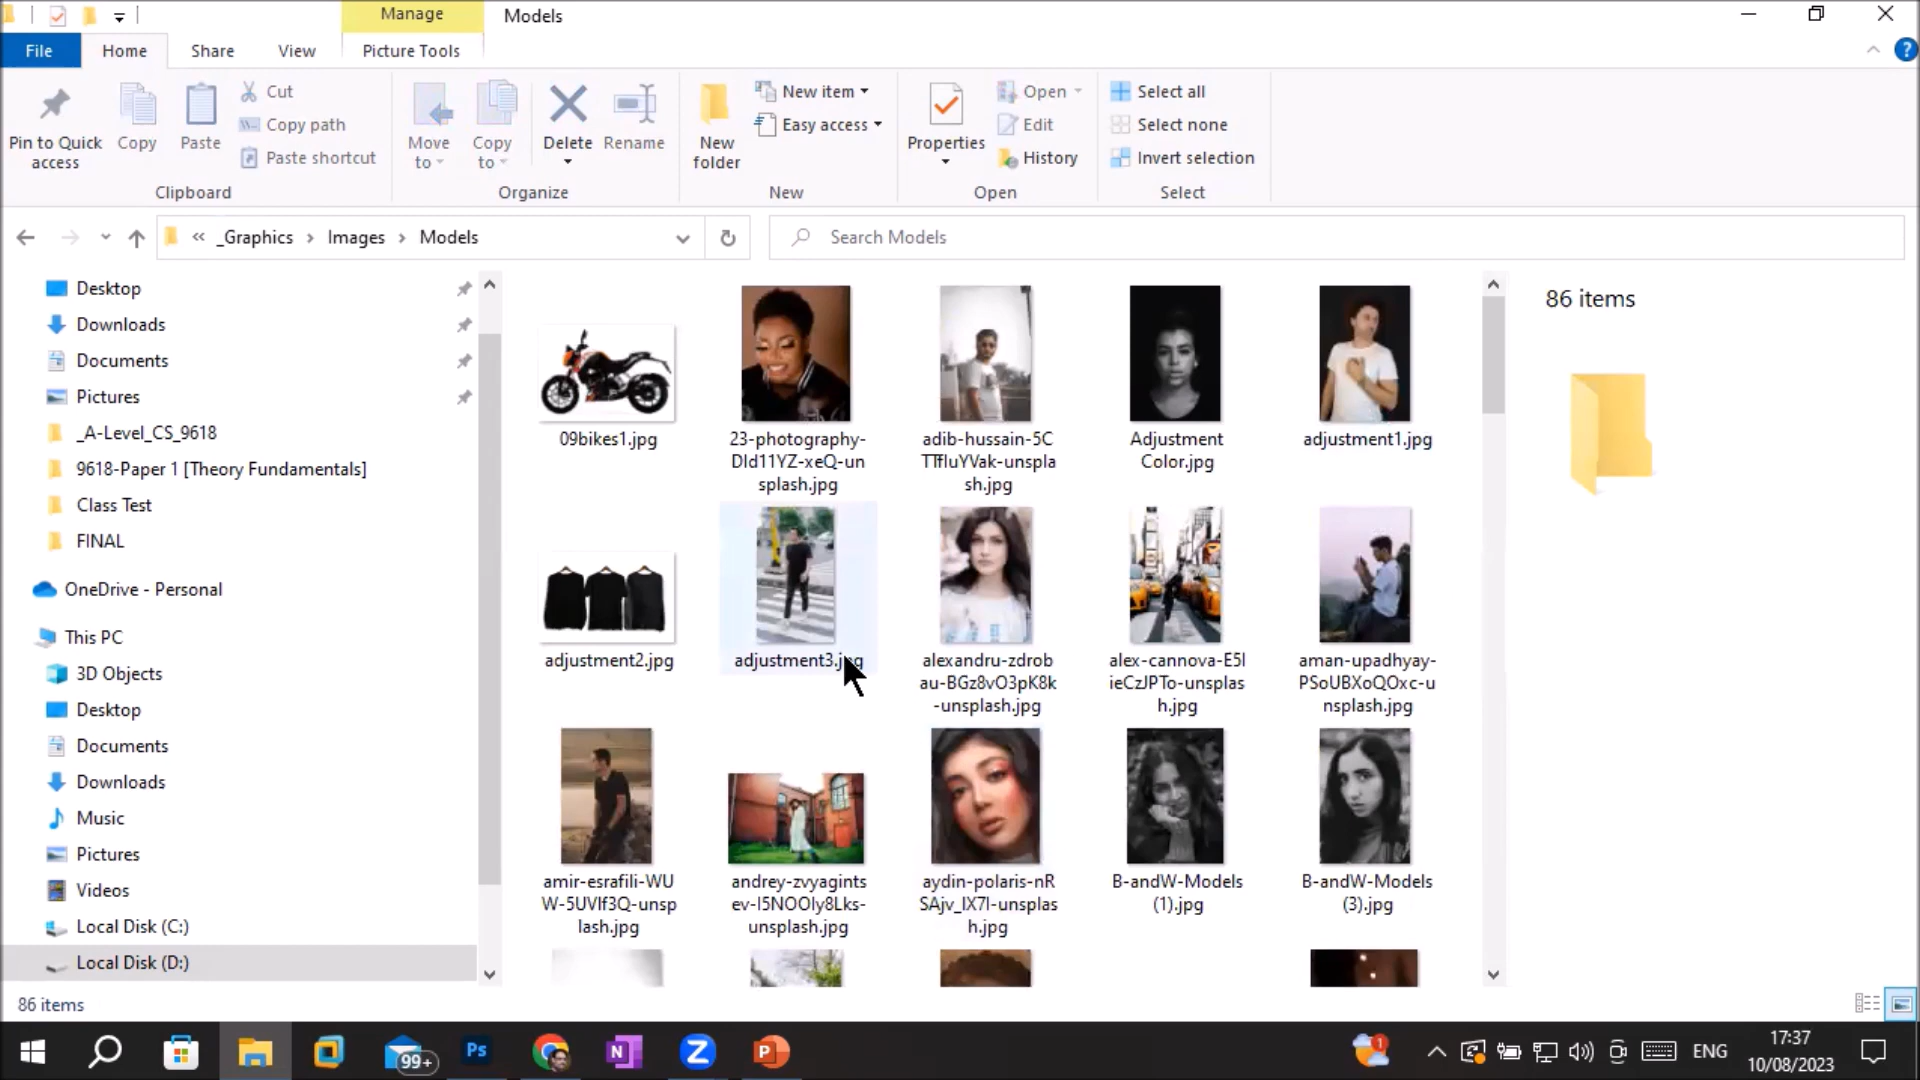 Manage
Models
File
Home
Share
View
Picture Tools
Pin to Quick access
Copy
Paste
Cut
Copy path
Paste shortcut
Clipboard
Move to
Copy to
Delete
Rename
Organize
New folder
New item
Easy access
New
Properties
Open
Edit
History
Open
Select all
Select none
Invert selection
Select
« _Graphics > Images > Models
Search Models
Desktop
Downloads
Documents
Pictures
_A-Level_CS_9618
9618-Paper 1 [Theory Fundamentals]
Class Test
FINAL
OneDrive - Personal
This PC
3D Objects
Desktop
Documents
Downloads
Music
Pictures
Videos
Local Disk (C:)
Local Disk (D:)
09bikes1.jpg
23-photography-
DId11YZ-xeQ-un
splash.jpg
adib-hussain-5C
TTfluYVak-unspla
sh.jpg
Adjustment
Color.jpg
adjustment1.jpg
adjustment2.jpg
adjustment3.jpg
alexandru-zdrob
au-BGz8vO3pK8k
-unsplash.jpg
alex-cannova-E5I
ieCzJPTo-unsplas
h.jpg
aman-upadhyay-
PSoUBXoQOxc-u
nsplash.jpg
amir-esrafili-WU
W-5UVIf3Q-unsp
lash.jpg
andrey-zvyagints
ev-I5NOOly8Lks-
unsplash.jpg
aydin-polaris-nR
SAjv_IX7I-unsplas
h.jpg
B-andW-Models
(1).jpg
B-andW-Models
(3).jpg
86 items
86 items
99+
Ps
N
Z
P
1
ENG
17:37
10/08/2023